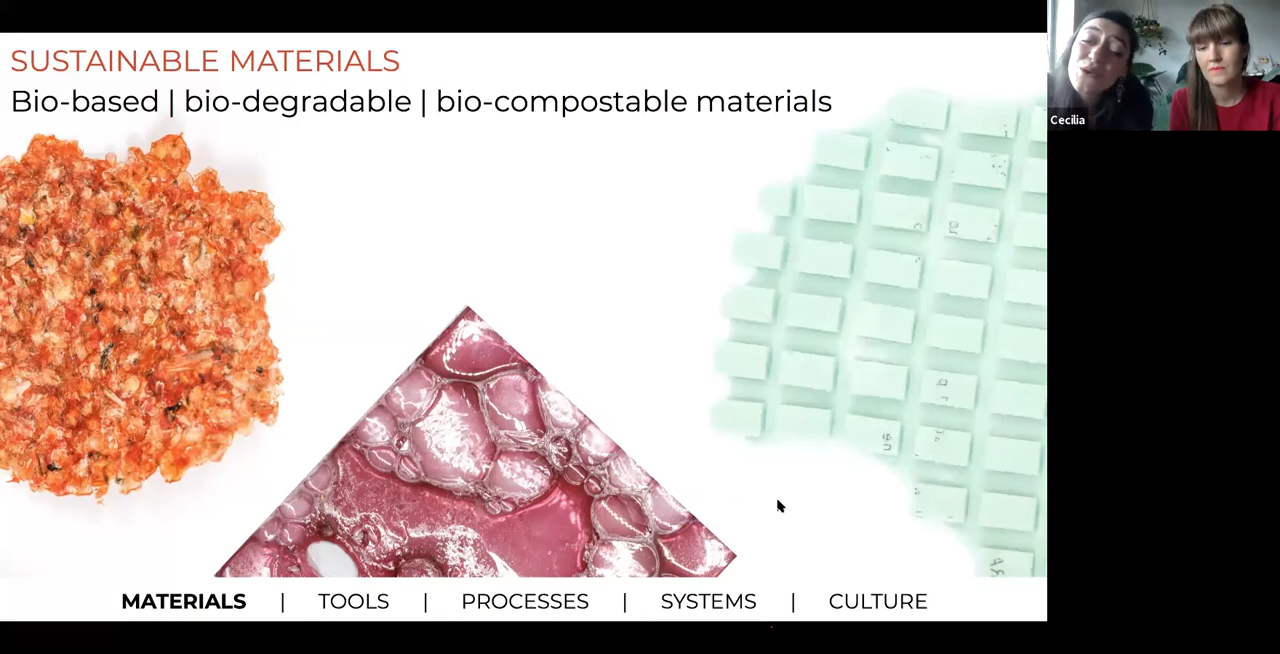 SUSTAINABLE MATERIALS
Bio-based | bio-degradable | bio-compostable materials
Cecilia
MATERIALS | TOOLS | PROCESSES | SYSTEMS | CULTURE